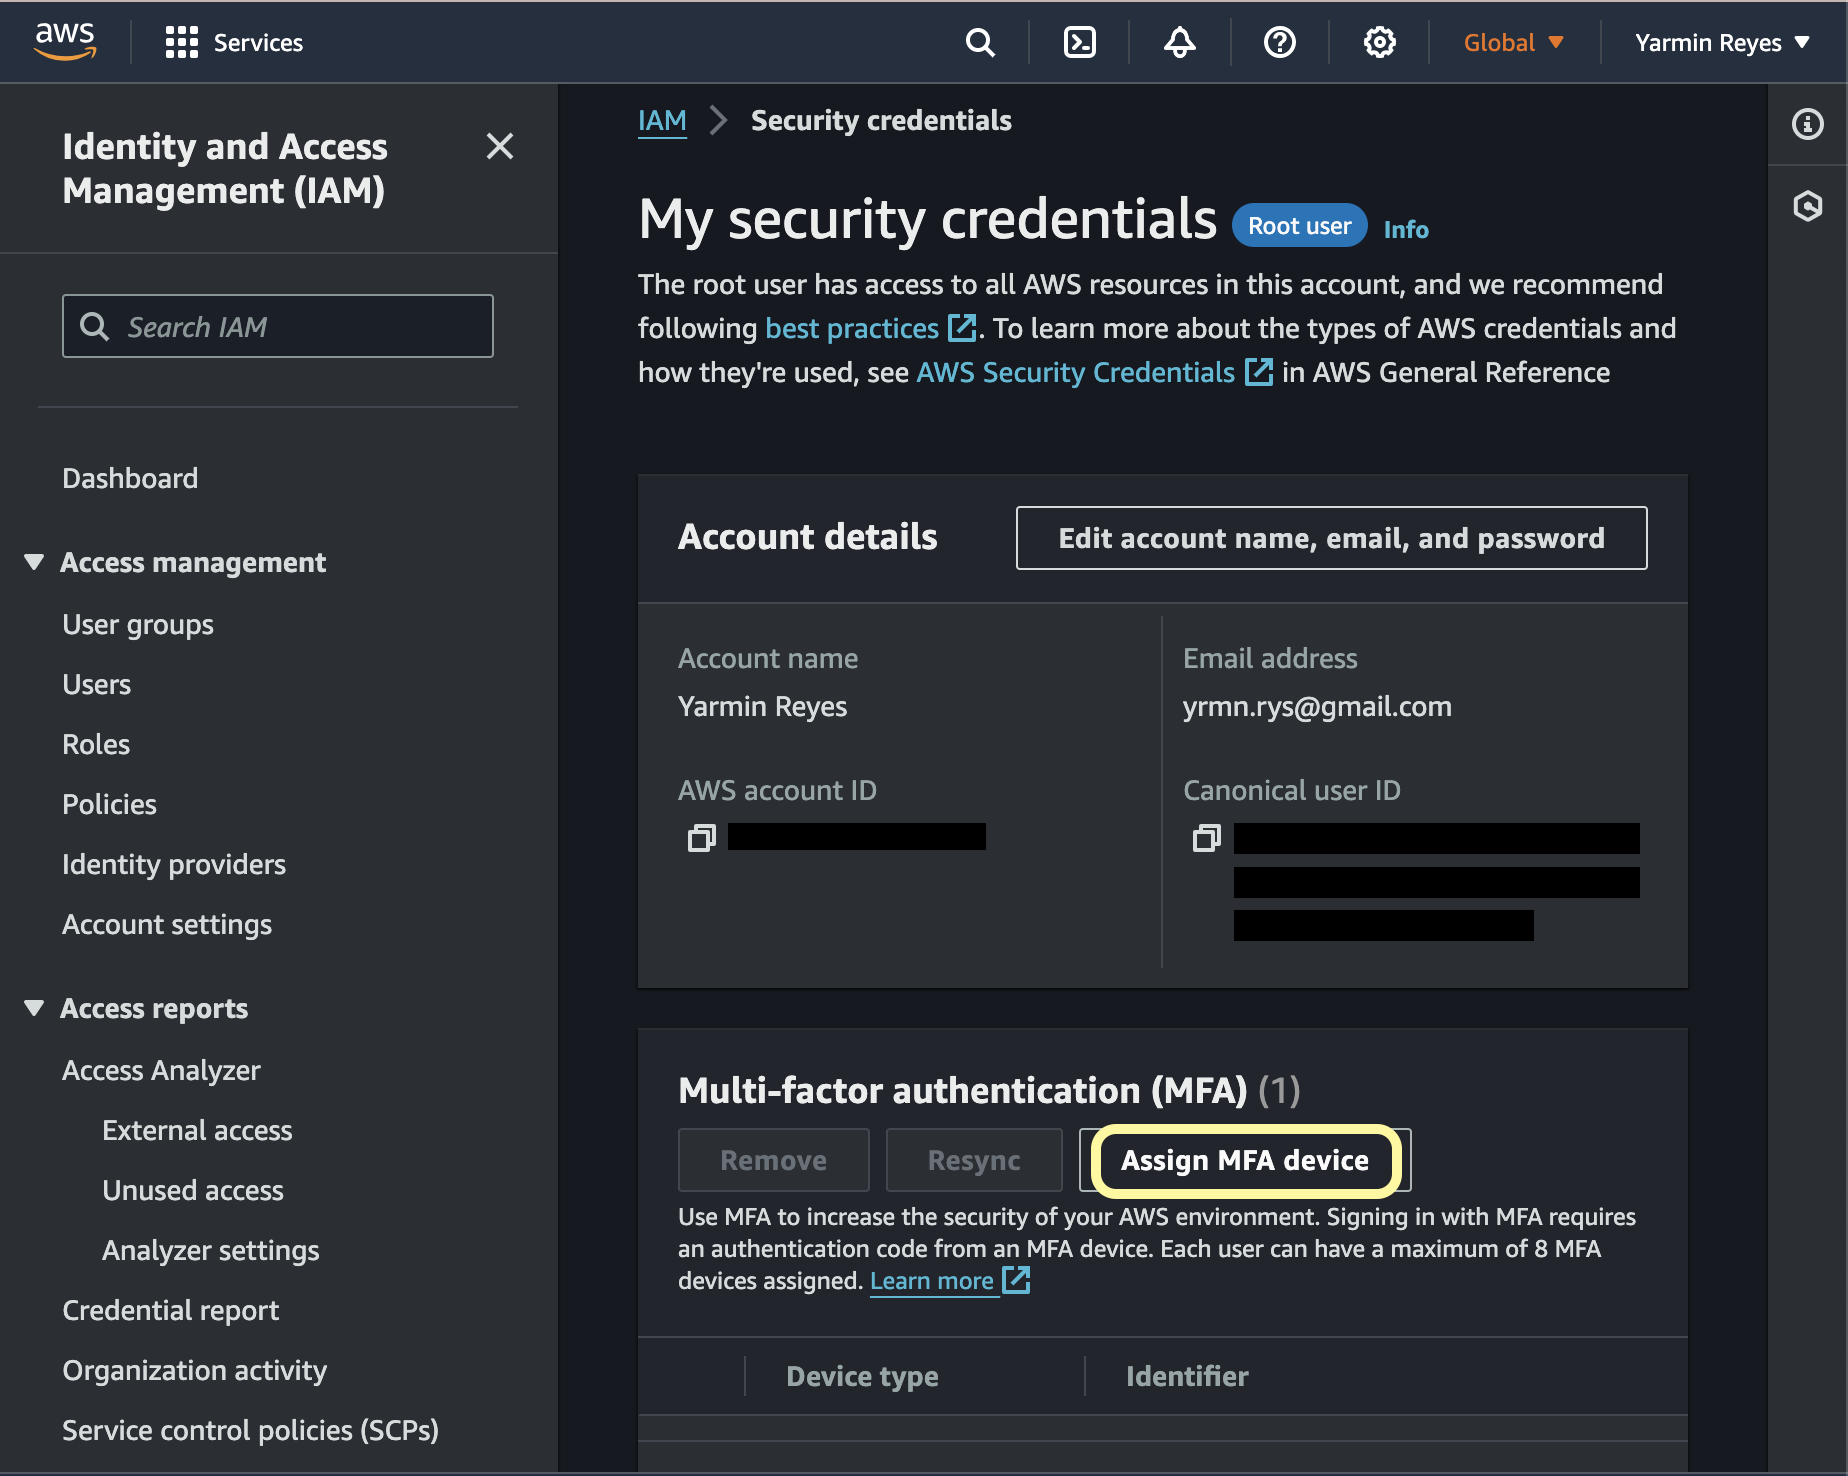 aws
Services
Global
Yarmin Reyes
Identity and Access
Management (IAM)
Search IAM
Dashboard
Access management
User groups
Users
Roles
Policies
Identity providers
Account settings
Access reports
Access Analyzer
External access
Unused access
Analyzer settings
Credential report
Organization activity
Service control policies (SCPs)
IAM
Security credentials
My security credentials
Root user
Info
The root user has access to all AWS resources in this account, and we recommend
following best practices. To learn more about the types of AWS credentials and
how they're used, see AWS Security Credentials in AWS General Reference
Account details
Edit account name, email, and password
Account name
Yarmin Reyes
Email address
yrmn.rys@gmail.com
AWS account ID
Canonical user ID
Multi-factor authentication (MFA) (1)
Remove
Resync
Assign MFA device
Use MFA to increase the security of your AWS environment. Signing in with MFA requires
an authentication code from an MFA device. Each user can have a maximum of 8 MFA
devices assigned. Learn more
Device type
Identifier